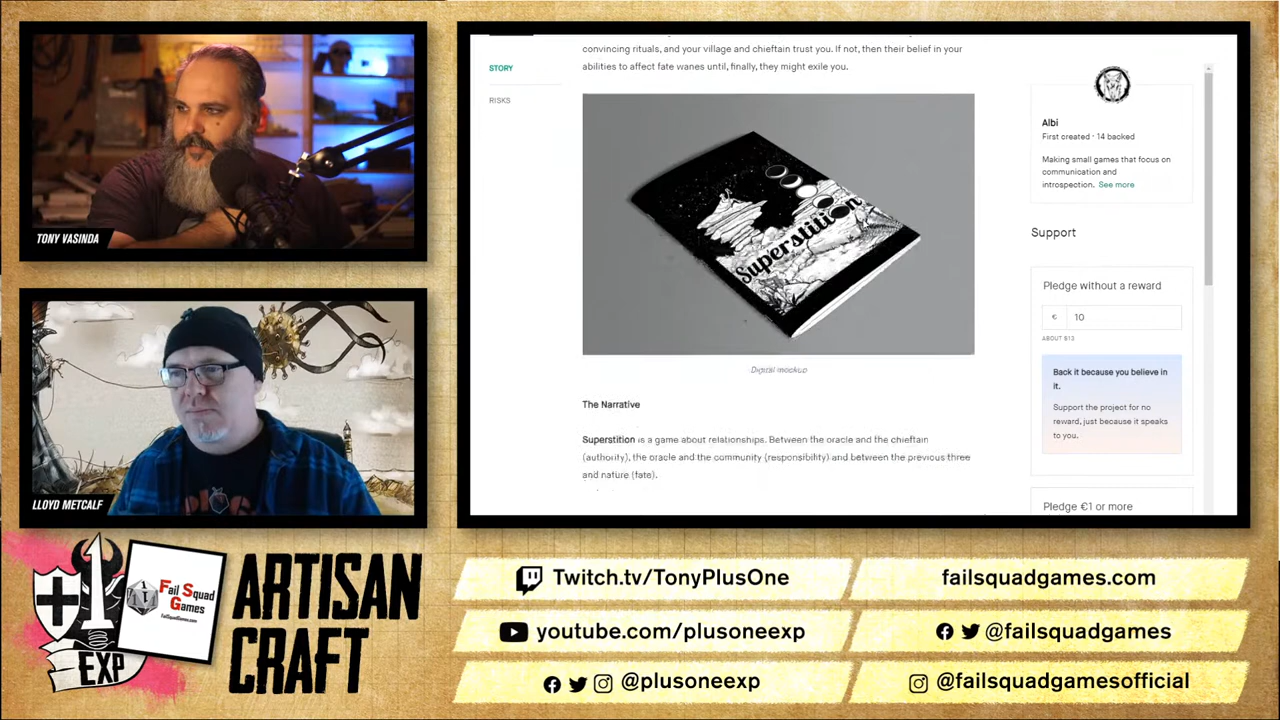 TONY VASINDA
LLOYD METCALF
convincing rituals, and your village and chieftain trust you. If not, then their belief in your
abilities to affect fate wanes until, finally, they might exile you.
STORY
RISKS
Superstition
Digital mockup
The Narrative
Superstition is a game about relationships. Between the oracle and the chieftain
(authority), the oracle and the community (responsibility) and between the previous three
and nature (fate).
Albi
First created · 14 backed
Making small games that focus on
communication and
introspection. See more
Support
Pledge without a reward
€ 10
ABOUT $13
Back it because you believe in
it.
Support the project for no
reward, just because it speaks
to you.
Pledge €1 or more
1
EXP
Fail Squad
Games
FailSquadGames.com
ARTISAN
CRAFT
Twitch.tv/TonyPlusOne
youtube.com/plusoneexp
@plusoneexp
failsquadgames.com
@failsquadgames
@failsquadgamesofficial